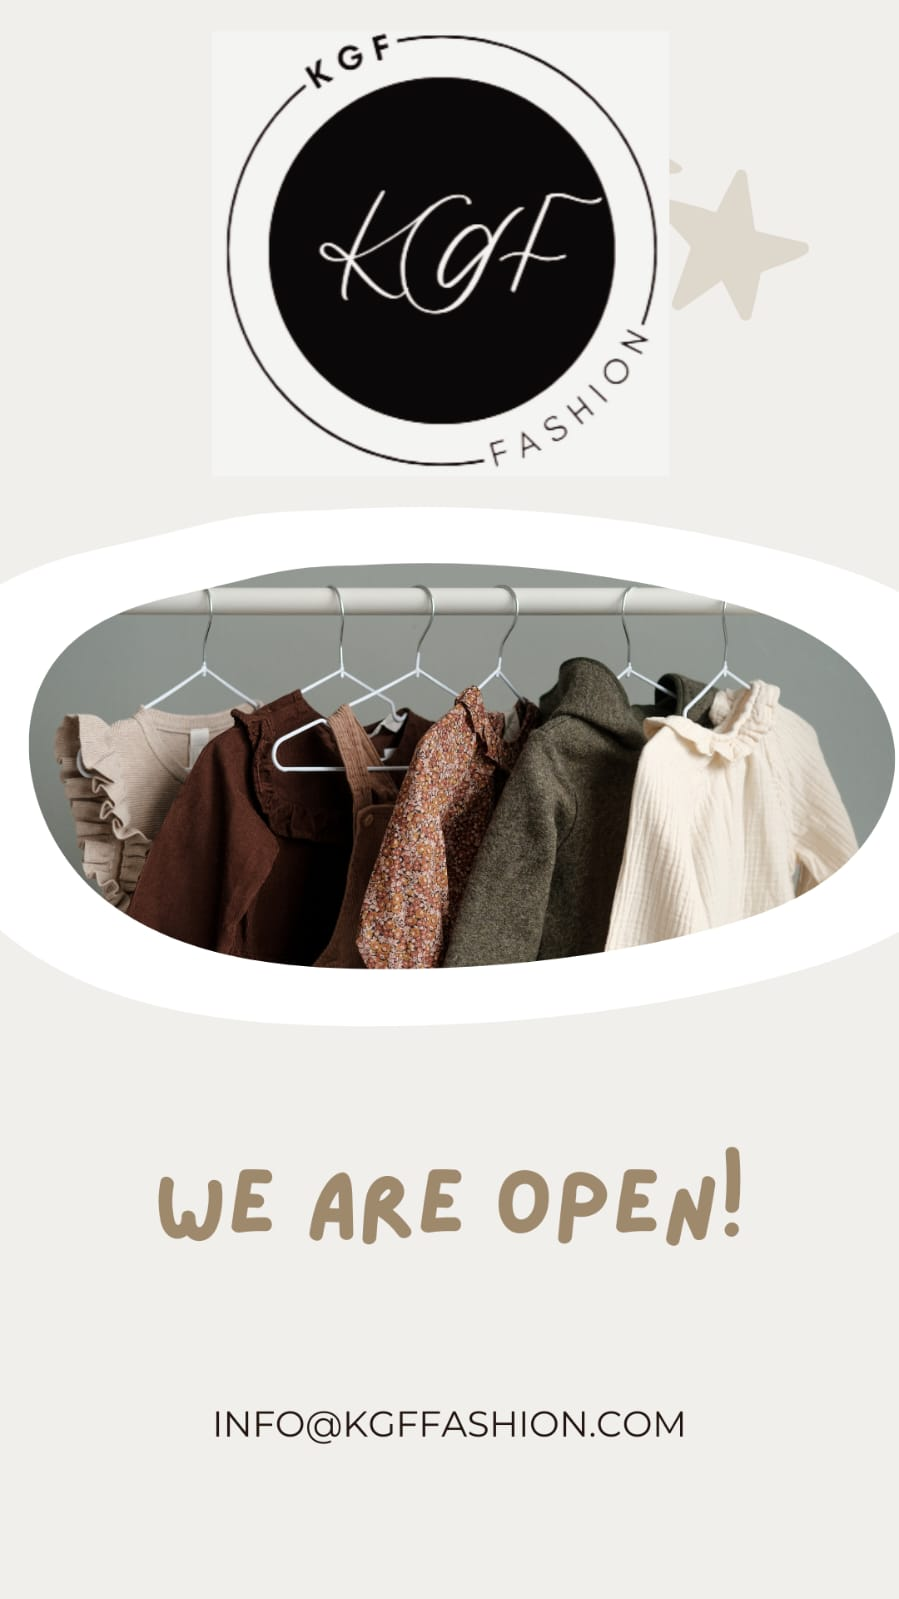 KGF
KGF
FASHION
WE ARE OPEN!
INFO@KGFFASHION.COM